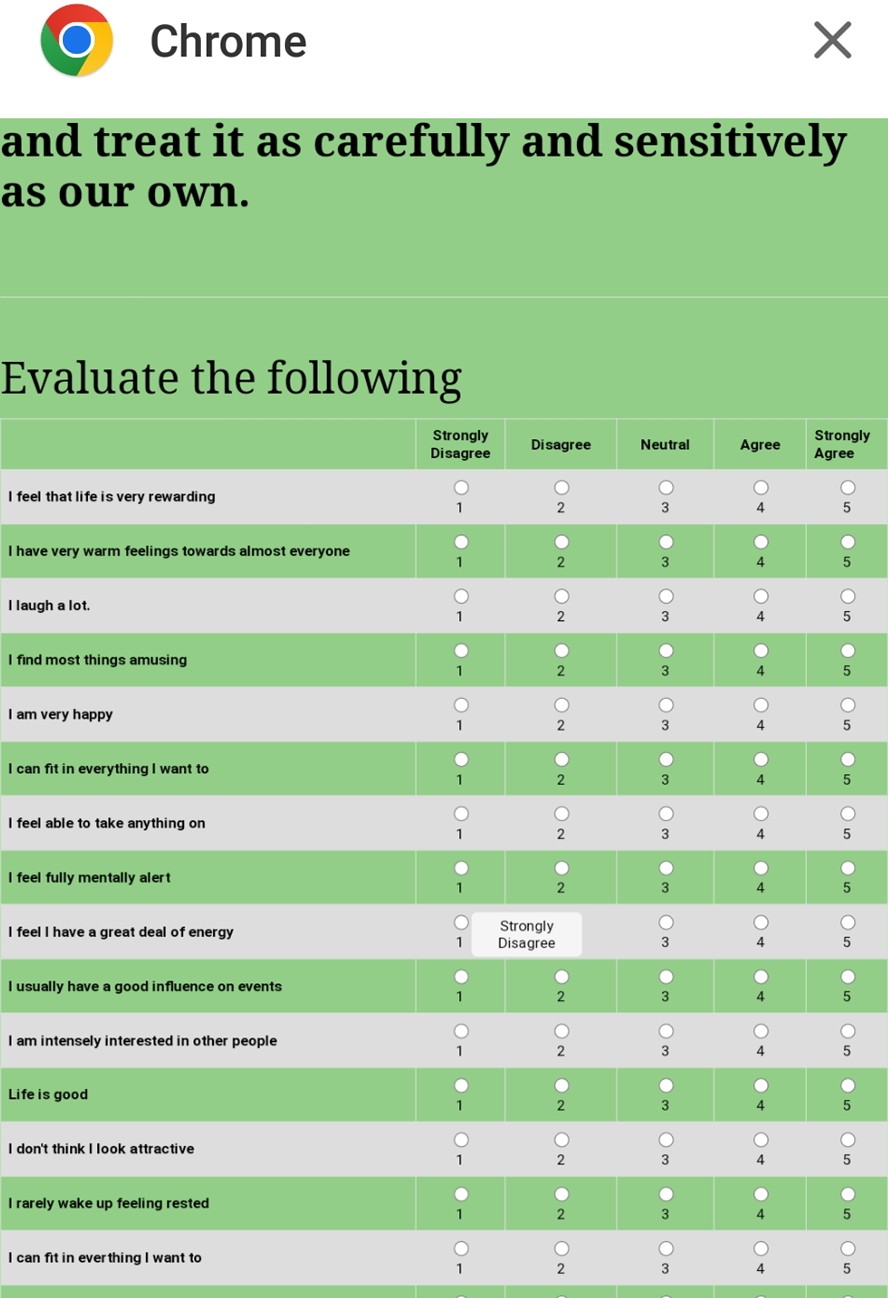 Chrome
and treat it as carefully and sensitively
as our own.
Evaluate the following
Strongly Disagree Disagree Neutral Agree Strongly Agree
I feel that life is very rewarding 1 2 3 4 5
I have very warm feelings towards almost everyone 1 2 3 4 5
I laugh a lot. 1 2 3 4 5
I find most things amusing 1 2 3 4 5
I am very happy 1 2 3 4 5
I can fit in everything I want to 1 2 3 4 5
I feel able to take anything on 1 2 3 4 5
I feel fully mentally alert 1 2 3 4 5
I feel I have a great deal of energy 1 Strongly Disagree 3 4 5
I usually have a good influence on events 1 2 3 4 5
I am intensely interested in other people 1 2 3 4 5
Life is good 1 2 3 4 5
I don't think I look attractive 1 2 3 4 5
I rarely wake up feeling rested 1 2 3 4 5
I can fit in everthing I want to 1 2 3 4 5